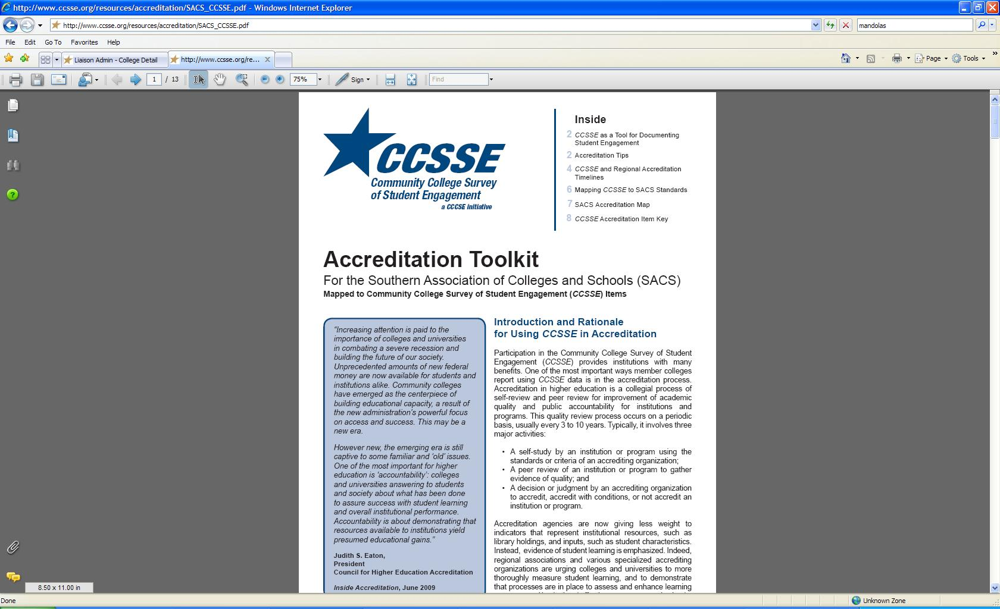 http://www.ccsse.org/resources/accreditation/SACS_CCSSE.pdf - Windows Internet Explorer
http://www.ccsse.org/resources/accreditation/SACS_CCSSE.pdf
mandolas
File Edit Go To Favorites Help
Liaison Admin - College Detail
http://www.ccsse.org/re...
Page
Tools
1 / 13
75%
Sign
Find
CCSSE
Community College Survey
of Student Engagement
a CCCSE initiative
Inside
2 CCSSE as a Tool for Documenting
Student Engagement
2 Accreditation Tips
4 CCSSE and Regional Accreditation
Timelines
6 Mapping CCSSE to SACS Standards
7 SACS Accreditation Map
8 CCSSE Accreditation Item Key
Accreditation Toolkit
For the Southern Association of Colleges and Schools (SACS)
Mapped to Community College Survey of Student Engagement (CCSSE) Items
“Increasing attention is paid to the
importance of colleges and universities
in combating a severe recession and
building the future of our society.
Unprecedented amounts of new federal
money are now available for students and
institutions alike. Community colleges
have emerged as the centerpiece of
building educational capacity, a result of
the new administration’s powerful focus
on access and success. This may be a
new era.
However new, the emerging era is still
captive to some familiar and ‘old’ issues.
One of the most important for higher
education is ‘accountability’: colleges
and universities answering to students
and society about what has been done
to assure success with student learning
and overall institutional performance.
Accountability is about demonstrating that
resources available to institutions yield
presumed educational gains.”
Judith S. Eaton,
President
Council for Higher Education Accreditation
Inside Accreditation, June 2009
Introduction and Rationale
for Using CCSSE in Accreditation
Participation in the Community College Survey of Student
Engagement (CCSSE) provides institutions with many
benefits. One of the most important ways member colleges
report using CCSSE data is in the accreditation process.
Accreditation in higher education is a collegial process of
self-review and peer review for improvement of academic
quality and public accountability for institutions and
programs. This quality review process occurs on a periodic
basis, usually every 3 to 10 years. Typically, it involves three
major activities:
• A self-study by an institution or program using the
standards or criteria of an accrediting organization;
• A peer review of an institution or program to gather
evidence of quality; and
• A decision or judgment by an accrediting organization
to accredit, accredit with conditions, or not accredit an
institution or program.
Accreditation agencies are now giving less weight to
indicators that represent institutional resources, such as
library holdings, and inputs, such as student characteristics.
Instead, evidence of student learning is emphasized. Indeed,
regional associations and various specialized accrediting
organizations are urging colleges and universities to more
thoroughly measure student learning, and to demonstrate
that processes are in place to assess and enhance learning
8.50 x 11.00 in
Done
Unknown Zone